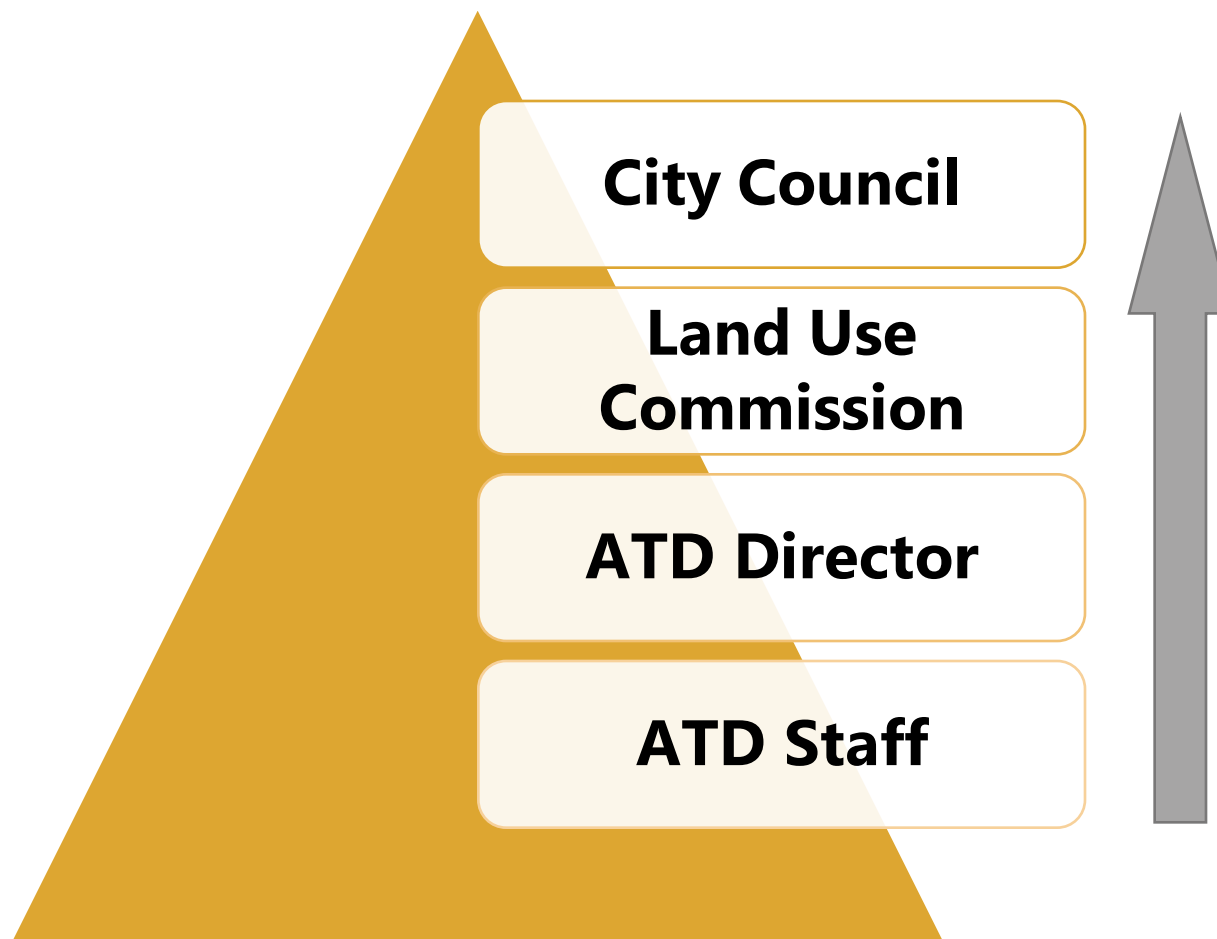 City Council
Land Use
Commission
ATD Director
ATD Staff